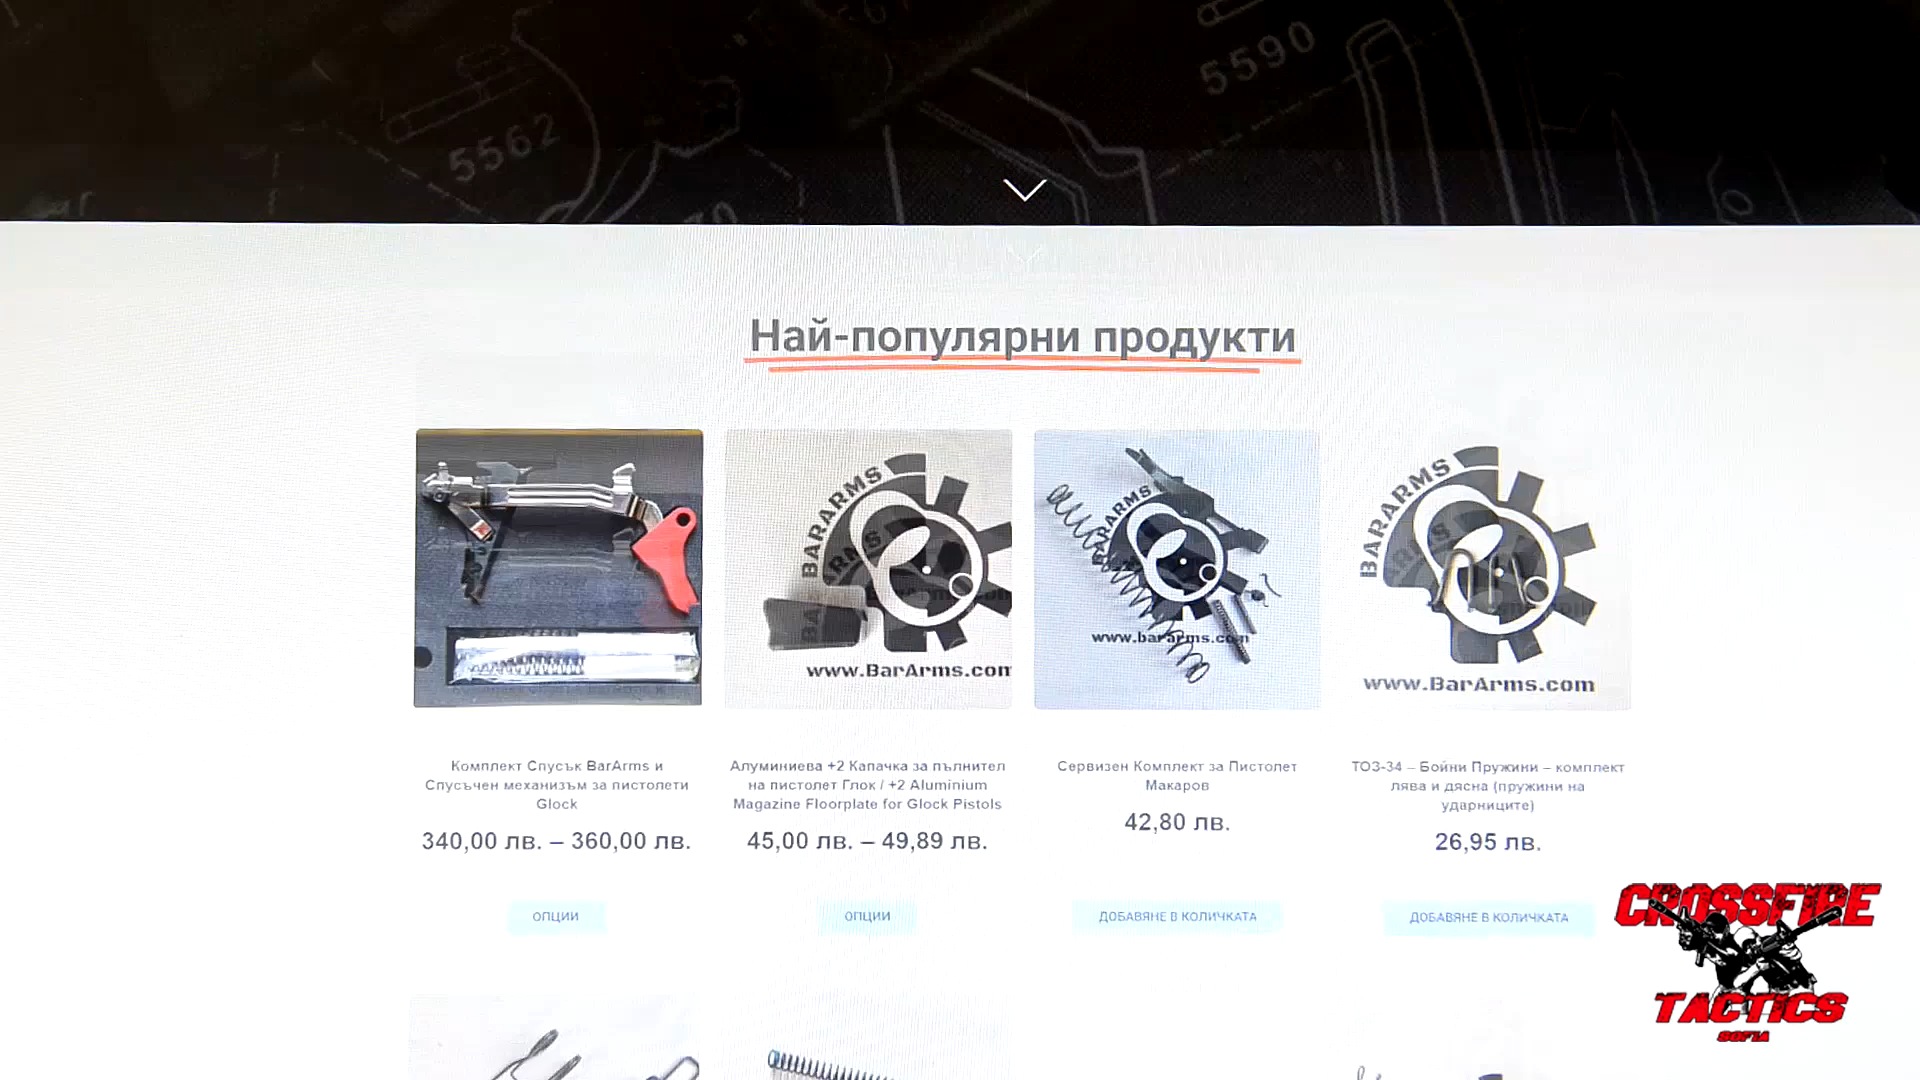 5590
5562
Най-популярни продукти
BARARMS
www.BarArms.com
BARARMS
www.bararms.com
BARARMS
www.BarArms.com
Комплект Спусък BarArms и
Спусъчен механизъм за пистолети
Glock
340,00 лв. – 360,00 лв.
ОПЦИИ
Алуминиева +2 Капачка за пълнител
на пистолет Глок / +2 Aluminium
Magazine Floorplate for Glock Pistols
45,00 лв. – 49,89 лв.
ОПЦИИ
Сервизен Комплект за Пистолет
Макаров
42,80 лв.
ДОБАВЯНЕ В КОЛИЧКАТА
ТОЗ-34 – Бойни Пружини – комплект
лява и дясна (пружини на
ударниците)
26,95 лв.
ДОБАВЯНЕ В КОЛИЧКАТА
CROSSFIRE
TACTICS
SOFIA